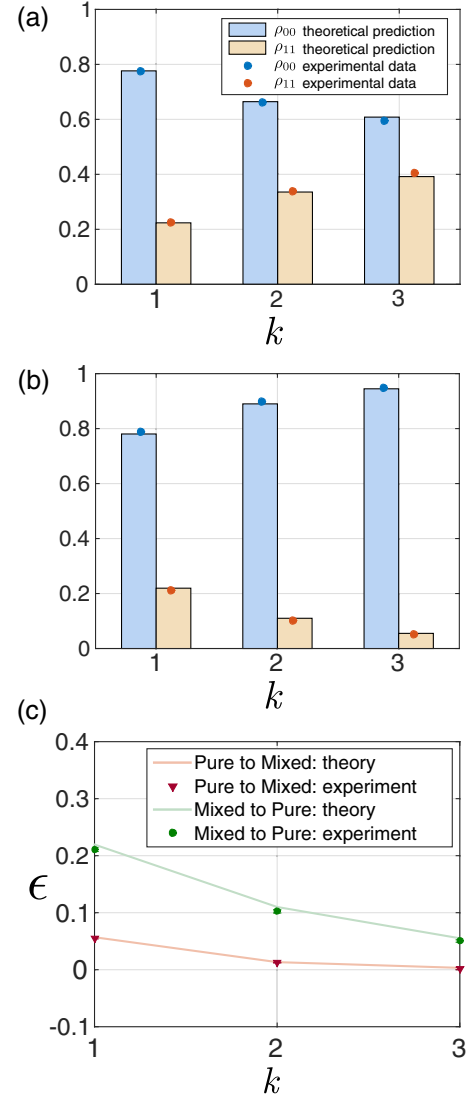 (a)
ρ00 theoretical prediction
ρ11 theoretical prediction
ρ00 experimental data
ρ11 experimental data
0.8
0.6
0.4
0.2
0
1
2
3
k
(b)
1
0.8
0.6
0.4
0.2
0
1
2
3
k
(c)
0.4
Pure to Mixed: theory
Pure to Mixed: experiment
Mixed to Pure: theory
Mixed to Pure: experiment
0.3
0.2
ϵ
0.1
0
-0.1
1
2
3
k